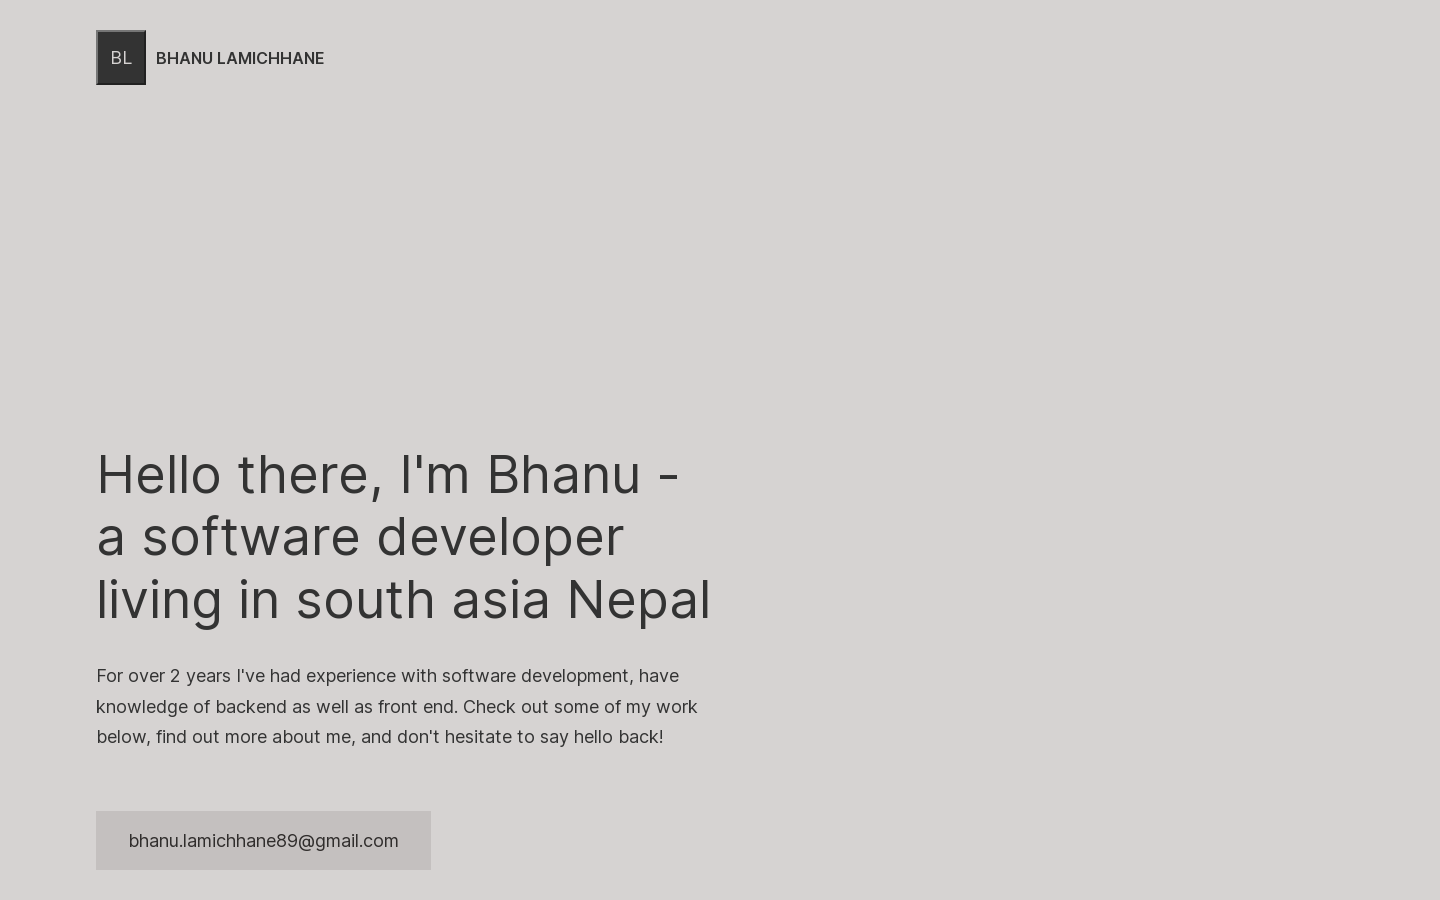 BL
BHANU LAMICHHANE
Hello there, I'm Bhanu -
a software developer
living in south asia Nepal
For over 2 years I've had experience with software development, have
knowledge of backend as well as front end. Check out some of my work
below, find out more about me, and don't hesitate to say hello back!
bhanu.lamichhane89@gmail.com